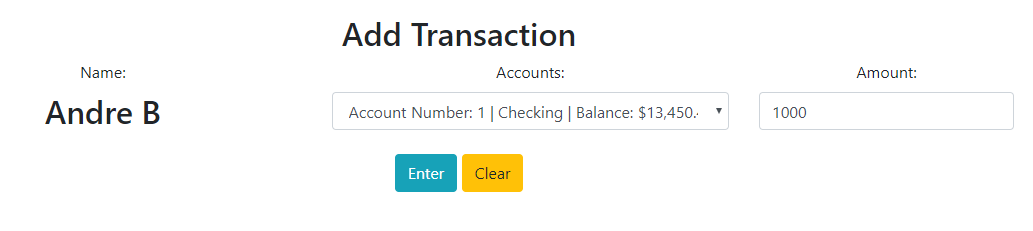 Add Transaction
Name:
Accounts:
Amount:
Andre B
Account Number: 1 | Checking | Balance: $13,450.
1000
Enter
Clear